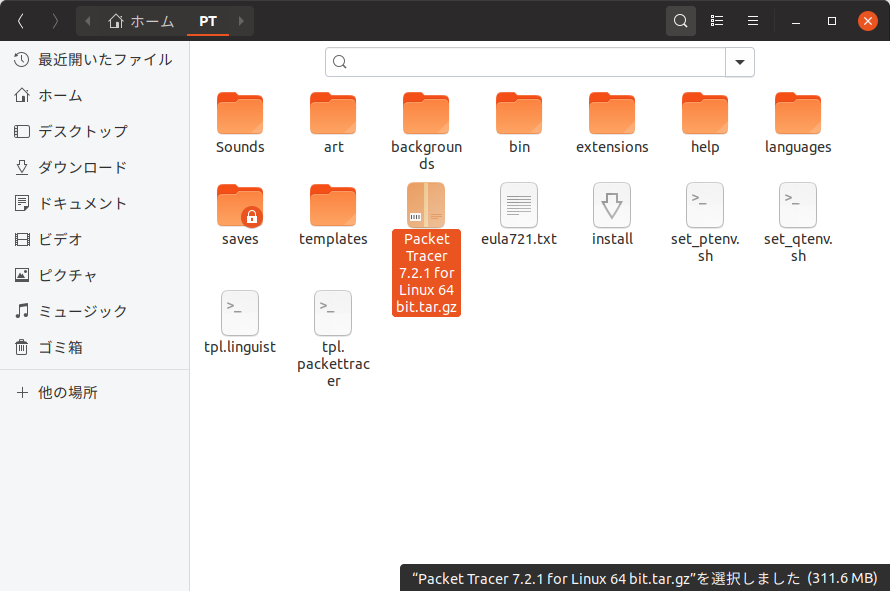 ホーム PT
最近開いたファイル
ホーム
デスクトップ
ダウンロード
ドキュメント
ビデオ
ピクチャ
ミュージック
ゴミ箱
他の場所
Sounds
art
backgroun
ds
bin
extensions
help
languages
saves
templates
Packet
Tracer
7.2.1 for
Linux 64
bit.tar.gz
eula721.txt
install
set_ptenv.
sh
set_qtenv.
sh
tpl.linguist
tpl.
packettrac
er
“Packet Tracer 7.2.1 for Linux 64 bit.tar.gz”を選択しました (311.6 MB)